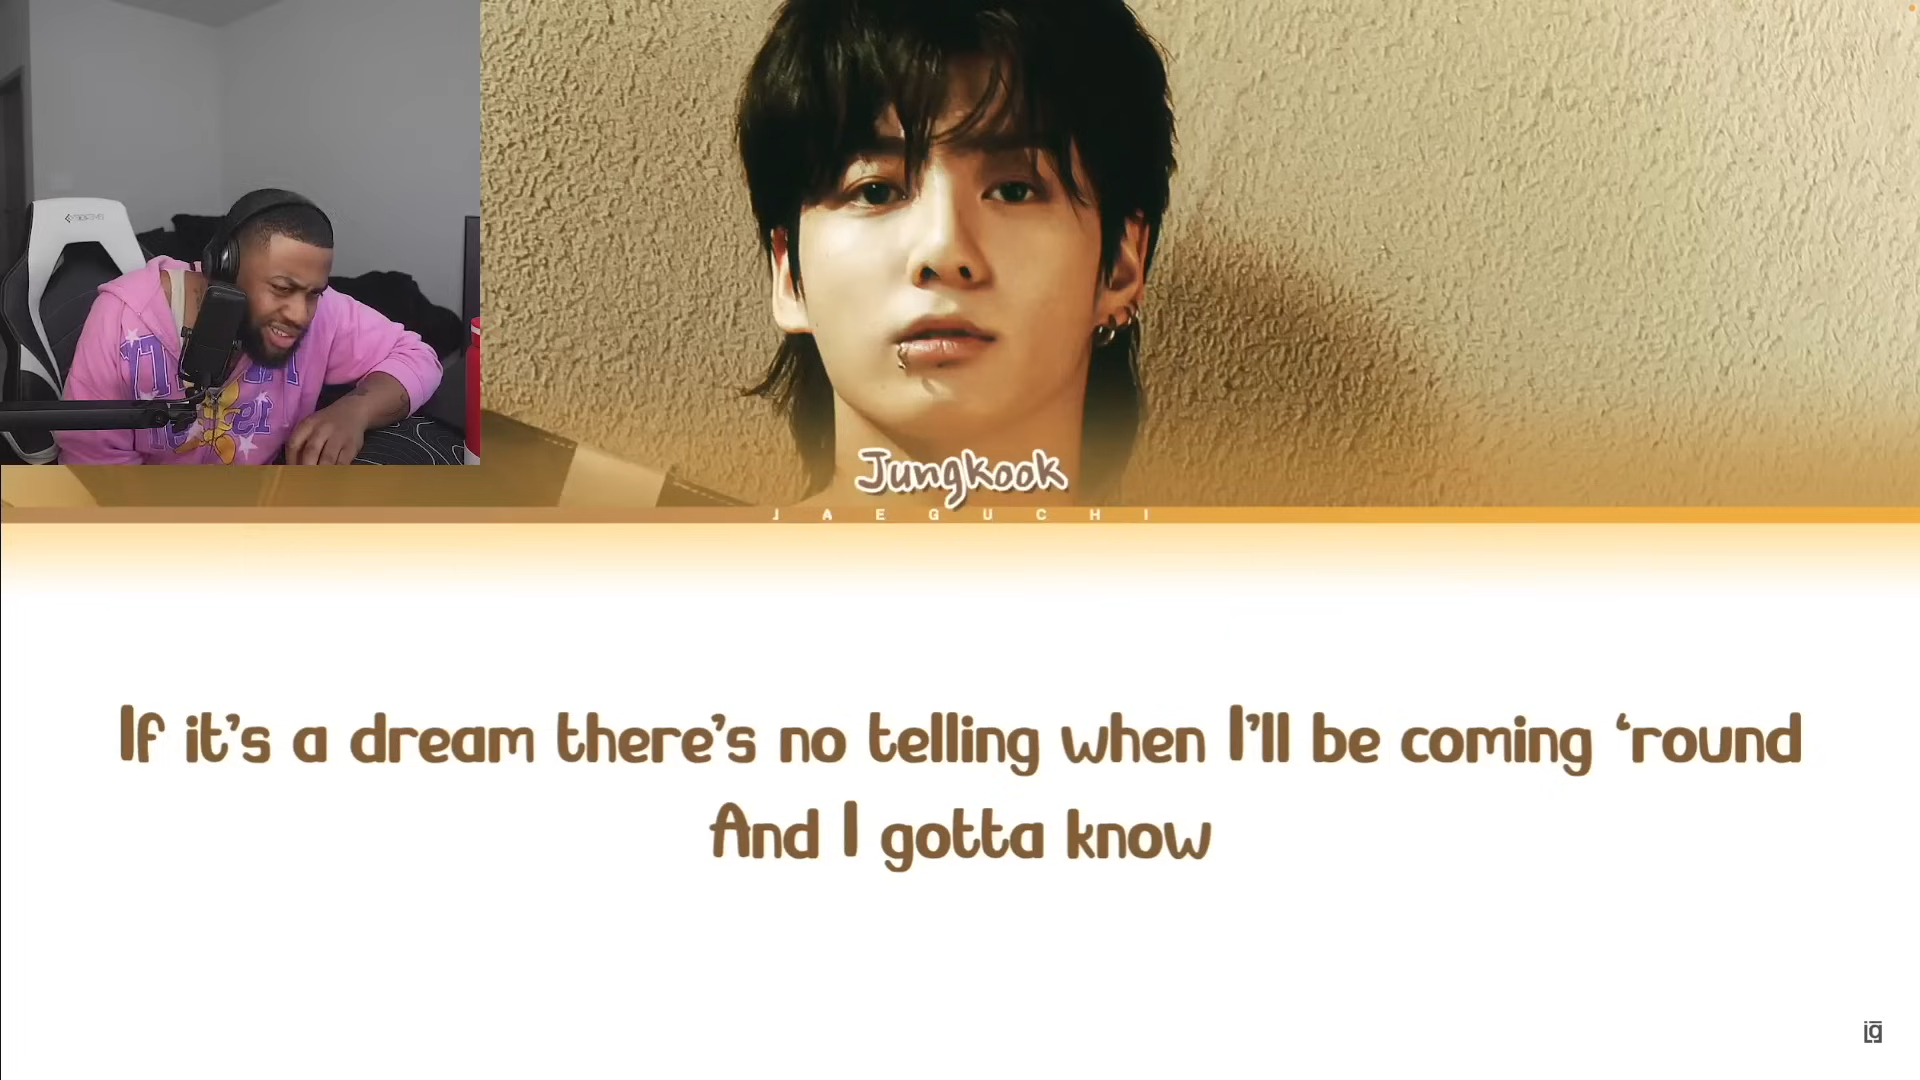 Jungkook
JAEGUCHI
If it's a dream there's no telling when I'll be coming ‘round
And I gotta know